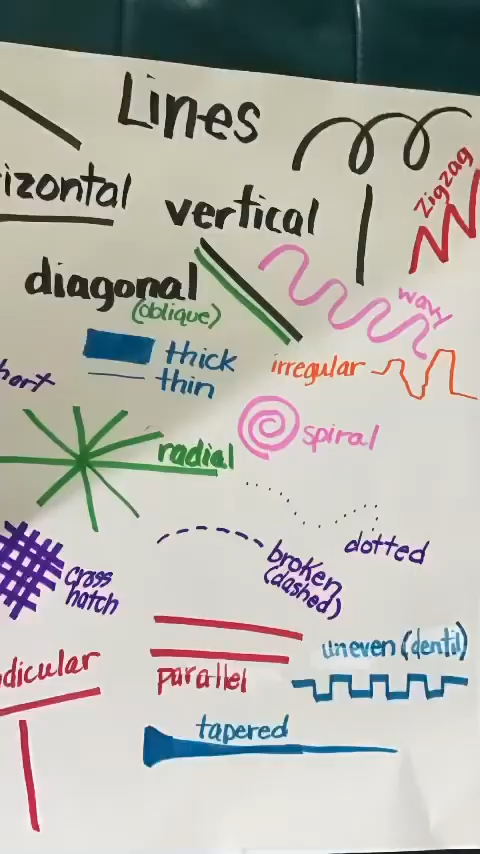 Lines
izontal
vertical
Zigzag
diagonal
(oblique)
wavy
thick
thin
irregular
hort
radial
spiral
dotted
broken
(dashed)
cross
hatch
uneven (dentil)
dicular
parallel
tapered